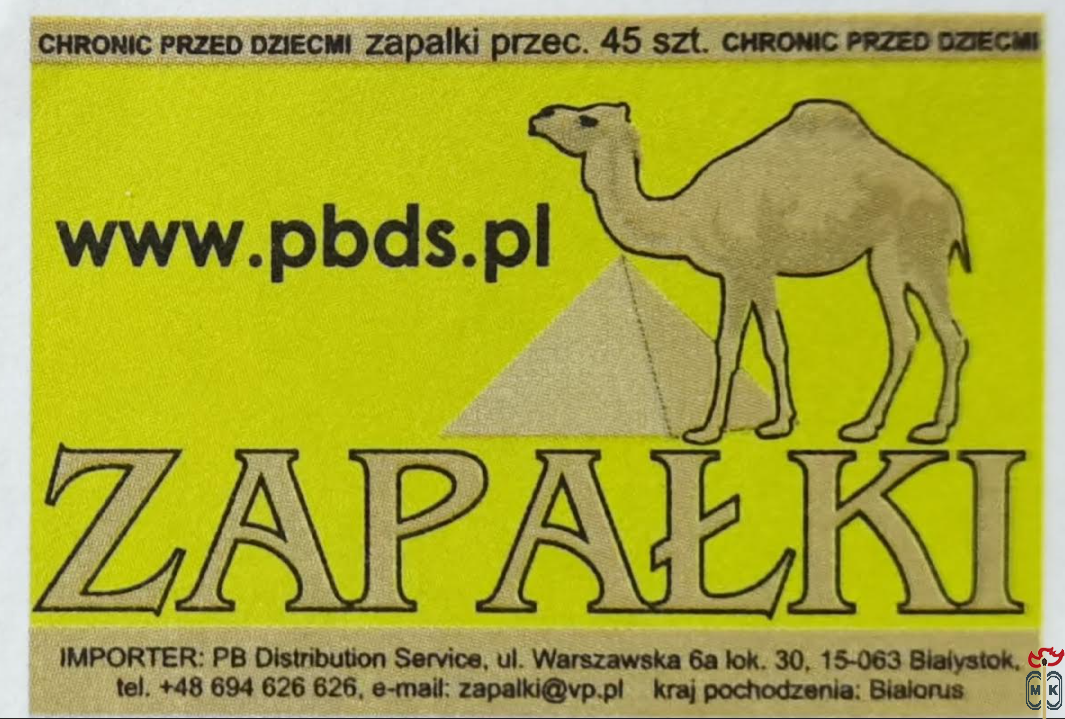 CHRONIC PRZED DZIECMI zapalki przec. 45 szt. CHRONIC PRZED DZIECMI
www.pbds.pl
ZAPAŁKI
IMPORTER: PB Distribution Service, ul. Warszawska 6a lok. 30, 15-063 Bialystok,
tel. +48 694 626 626, e-mail: zapalki@vp.pl kraj pochodzenia: Bialorus
M K